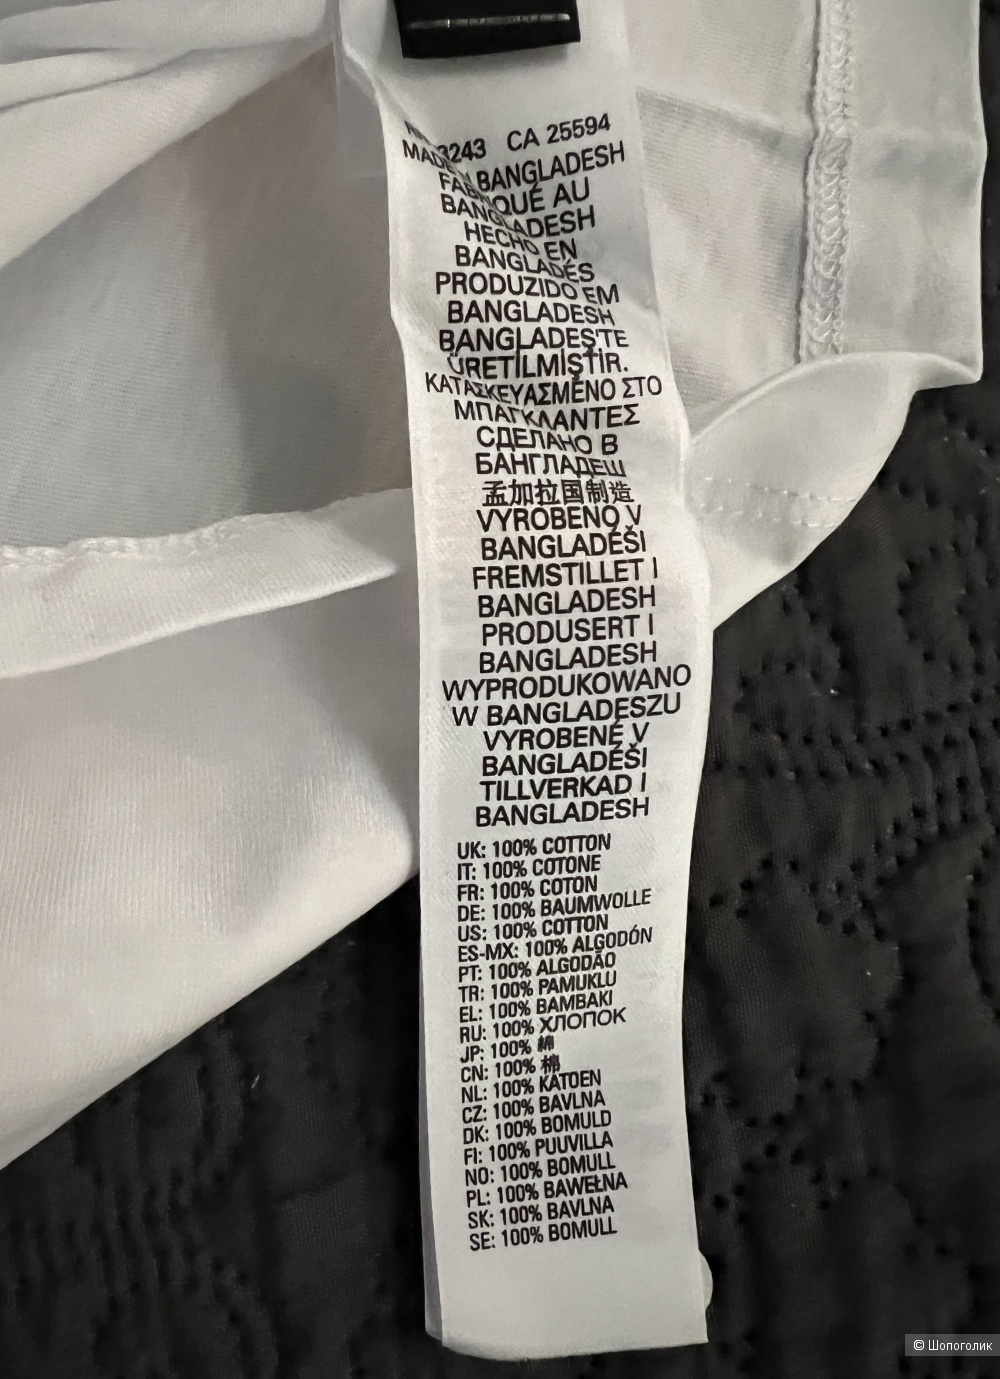 3243 CA 25594
MADE BANGLADESH
FABRIQUÉ AU
BANGLADESH
HECHO EN
BANGLADÉS
PRODUZIDO EM
BANGLADESH
BANGLADEŞ'TE
ÜRETİLMİŞTİR.
ΚΑΤΑΣΚΕΥΑΣΜΕΝΟ ΣΤΟ
ΜΠΑΓΚΛΑΝΤΕΣ
СДЕЛАНО В
БАНГЛАДЕШ
孟加拉国制造
VYROBENO V
BANGLADÉŠI
FREMSTILLET I
BANGLADESH
PRODUSERT I
BANGLADESH
WYPRODUKOWANO
W BANGLADESZU
VYROBENÉ V
BANGLADÉŠI
TILLVERKAD I
BANGLADESH
UK: 100% COTTON
IT: 100% COTONE
FR: 100% COTON
DE: 100% BAUMWOLLE
US: 100% COTTON
ES-MX: 100% ALGODÓN
PT: 100% ALGODÃO
TR: 100% PAMUKLU
EL: 100% ΒΑΜΒΑΚΙ
RU: 100% ХЛОПОК
JP: 100% 綿
CN: 100% 棉
NL: 100% KATOEN
CZ: 100% BAVLNA
DK: 100% BOMULD
FI: 100% PUUVILLA
NO: 100% BOMULL
PL: 100% BAWEŁNA
SK: 100% BAVLNA
SE: 100% BOMULL
© Шопоголик